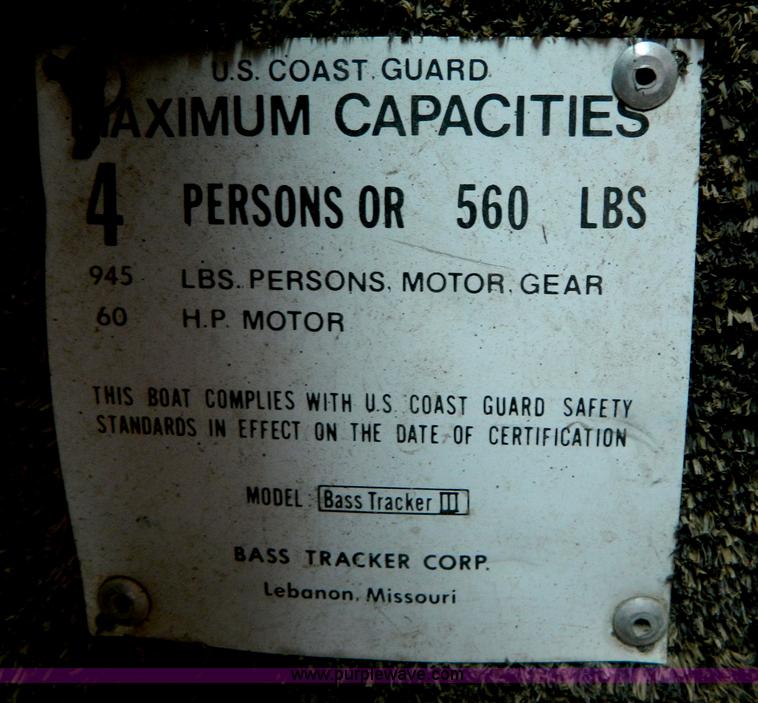 U.S. COAST GUARD
MAXIMUM CAPACITIES
4 PERSONS OR 560 LBS
945 LBS. PERSONS, MOTOR, GEAR
60 H.P. MOTOR
THIS BOAT COMPLIES WITH U.S. COAST GUARD SAFETY
STANDARDS IN EFFECT ON THE DATE OF CERTIFICATION
MODEL: Bass Tracker III
BASS TRACKER CORP.
Lebanon, Missouri
www.purplewave.com